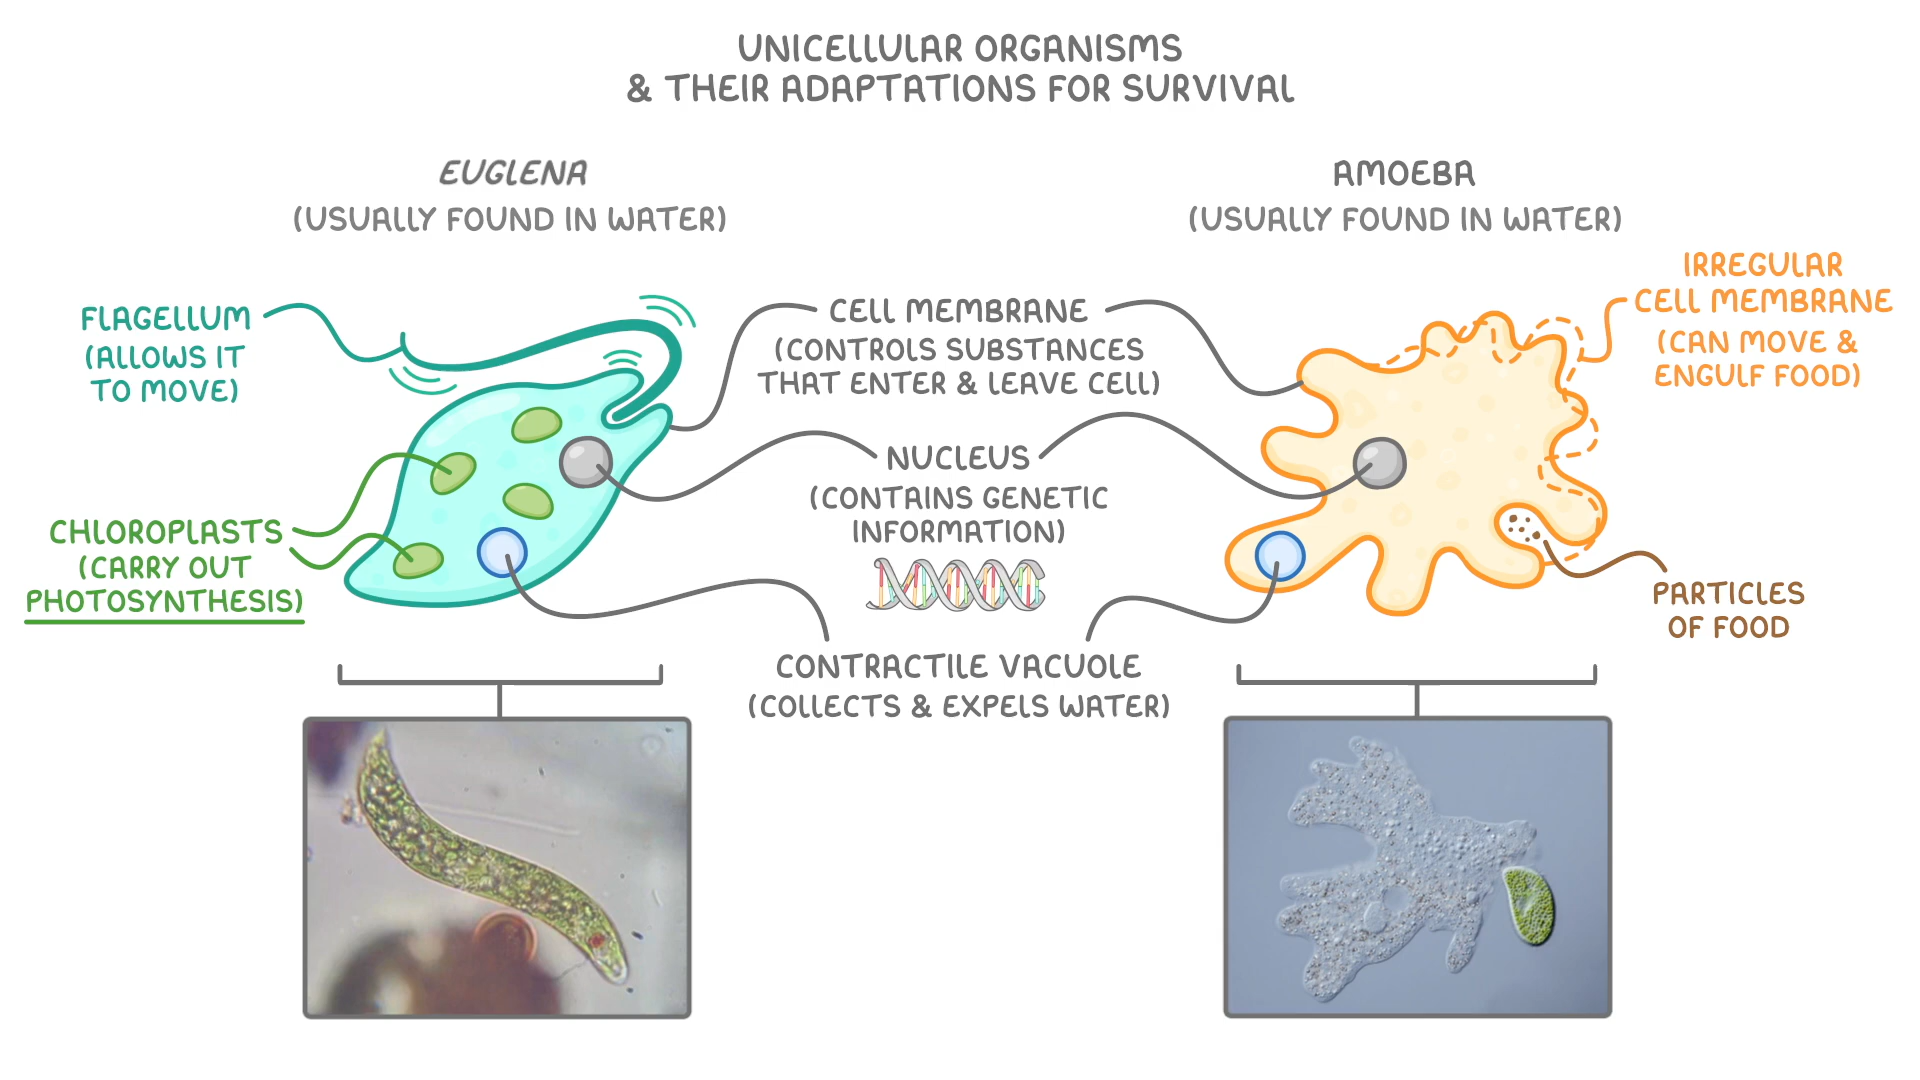 UNICELLULAR ORGANISMS
& THEIR ADAPTATIONS FOR SURVIVAL
EUGLENA
(USUALLY FOUND IN WATER)
AMOEBA
(USUALLY FOUND IN WATER)
FLAGELLUM
(ALLOWS IT
TO MOVE)
CHLOROPLASTS
(CARRY OUT
PHOTOSYNTHESIS)
CELL MEMBRANE
(CONTROLS SUBSTANCES
THAT ENTER & LEAVE CELL)
NUCLEUS
(CONTAINS GENETIC
INFORMATION)
CONTRACTILE VACUOLE
(COLLECTS & EXPELS WATER)
IRREGULAR
CELL MEMBRANE
(CAN MOVE &
ENGULF FOOD)
PARTICLES
OF FOOD